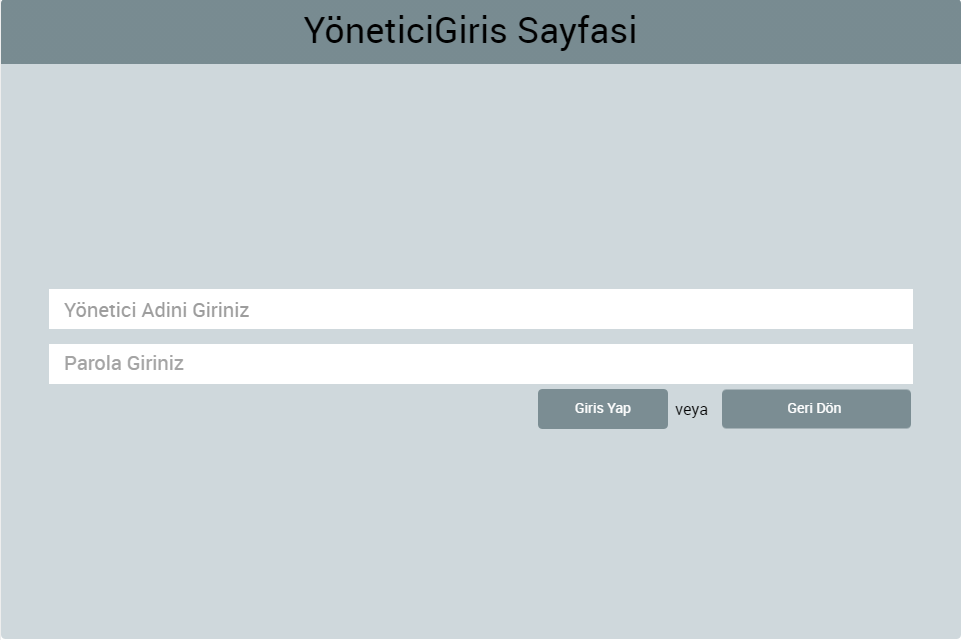 YöneticiGiris Sayfasi
Yönetici Adini Giriniz
Parola Giriniz
Giris Yap veya Geri Dön